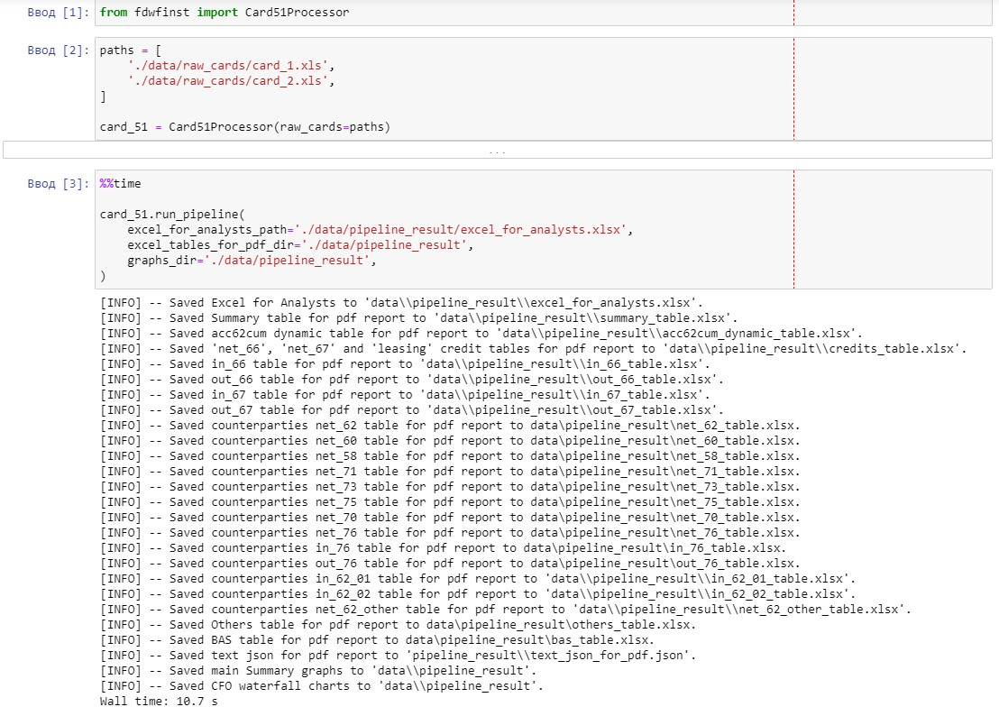 Ввод [1]: from fdwfinst import Card51Processor
Ввод [2]: paths = [
'./data/raw_cards/card_1.xls',
'./data/raw_cards/card_2.xls',
]
card_51 = Card51Processor(raw_cards=paths)
...
Ввод [3]: %%time
card_51.run_pipeline(
excel_for_analysts_path='./data/pipeline_result/excel_for_analysts.xlsx',
excel_tables_for_pdf_dir='./data/pipeline_result',
graphs_dir='./data/pipeline_result',
)
[INFO] -- Saved Excel for Analysts to 'data\\pipeline_result\\excel_for_analysts.xlsx'.
[INFO] -- Saved Summary table for pdf report to 'data\\pipeline_result\\summary_table.xlsx'.
[INFO] -- Saved acc62cum dynamic table for pdf report to 'data\\pipeline_result\\acc62cum_dynamic_table.xlsx'.
[INFO] -- Saved 'net_66', 'net_67' and 'leasing' credit tables for pdf report to 'data\\pipeline_result\\credits_table.xlsx'.
[INFO] -- Saved in_66 table for pdf report to 'data\\pipeline_result\\in_66_table.xlsx'.
[INFO] -- Saved out_66 table for pdf report to 'data\\pipeline_result\\out_66_table.xlsx'.
[INFO] -- Saved in_67 table for pdf report to 'data\\pipeline_result\\in_67_table.xlsx'.
[INFO] -- Saved out_67 table for pdf report to 'data\\pipeline_result\\out_67_table.xlsx'.
[INFO] -- Saved counterparties net_62 table for pdf report to data\pipeline_result\net_62_table.xlsx.
[INFO] -- Saved counterparties net_60 table for pdf report to data\pipeline_result\net_60_table.xlsx.
[INFO] -- Saved counterparties net_58 table for pdf report to data\pipeline_result\net_58_table.xlsx.
[INFO] -- Saved counterparties net_71 table for pdf report to data\pipeline_result\net_71_table.xlsx.
[INFO] -- Saved counterparties net_73 table for pdf report to data\pipeline_result\net_73_table.xlsx.
[INFO] -- Saved counterparties net_75 table for pdf report to data\pipeline_result\net_75_table.xlsx.
[INFO] -- Saved counterparties net_70 table for pdf report to data\pipeline_result\net_70_table.xlsx.
[INFO] -- Saved counterparties net_76 table for pdf report to data\pipeline_result\net_76_table.xlsx.
[INFO] -- Saved counterparties in_76 table for pdf report to data\pipeline_result\in_76_table.xlsx.
[INFO] -- Saved counterparties out_76 table for pdf report to data\pipeline_result\out_76_table.xlsx.
[INFO] -- Saved counterparties in_62_01 table for pdf report to 'data\\pipeline_result\\in_62_01_table.xlsx'.
[INFO] -- Saved counterparties in_62_02 table for pdf report to 'data\\pipeline_result\\in_62_02_table.xlsx'.
[INFO] -- Saved counterparties net_62_other table for pdf report to 'data\\pipeline_result\\net_62_other_table.xlsx'.
[INFO] -- Saved Others table for pdf report to data\pipeline_result\others_table.xlsx.
[INFO] -- Saved BAS table for pdf report to data\pipeline_result\bas_table.xlsx.
[INFO] -- Saved text json for pdf report to 'pipeline_result\\text_json_for_pdf.json'.
[INFO] -- Saved main Summary graphs to 'data\\pipeline_result'.
[INFO] -- Saved CFO waterfall charts to 'data\\pipeline_result'.
Wall time: 10.7 s